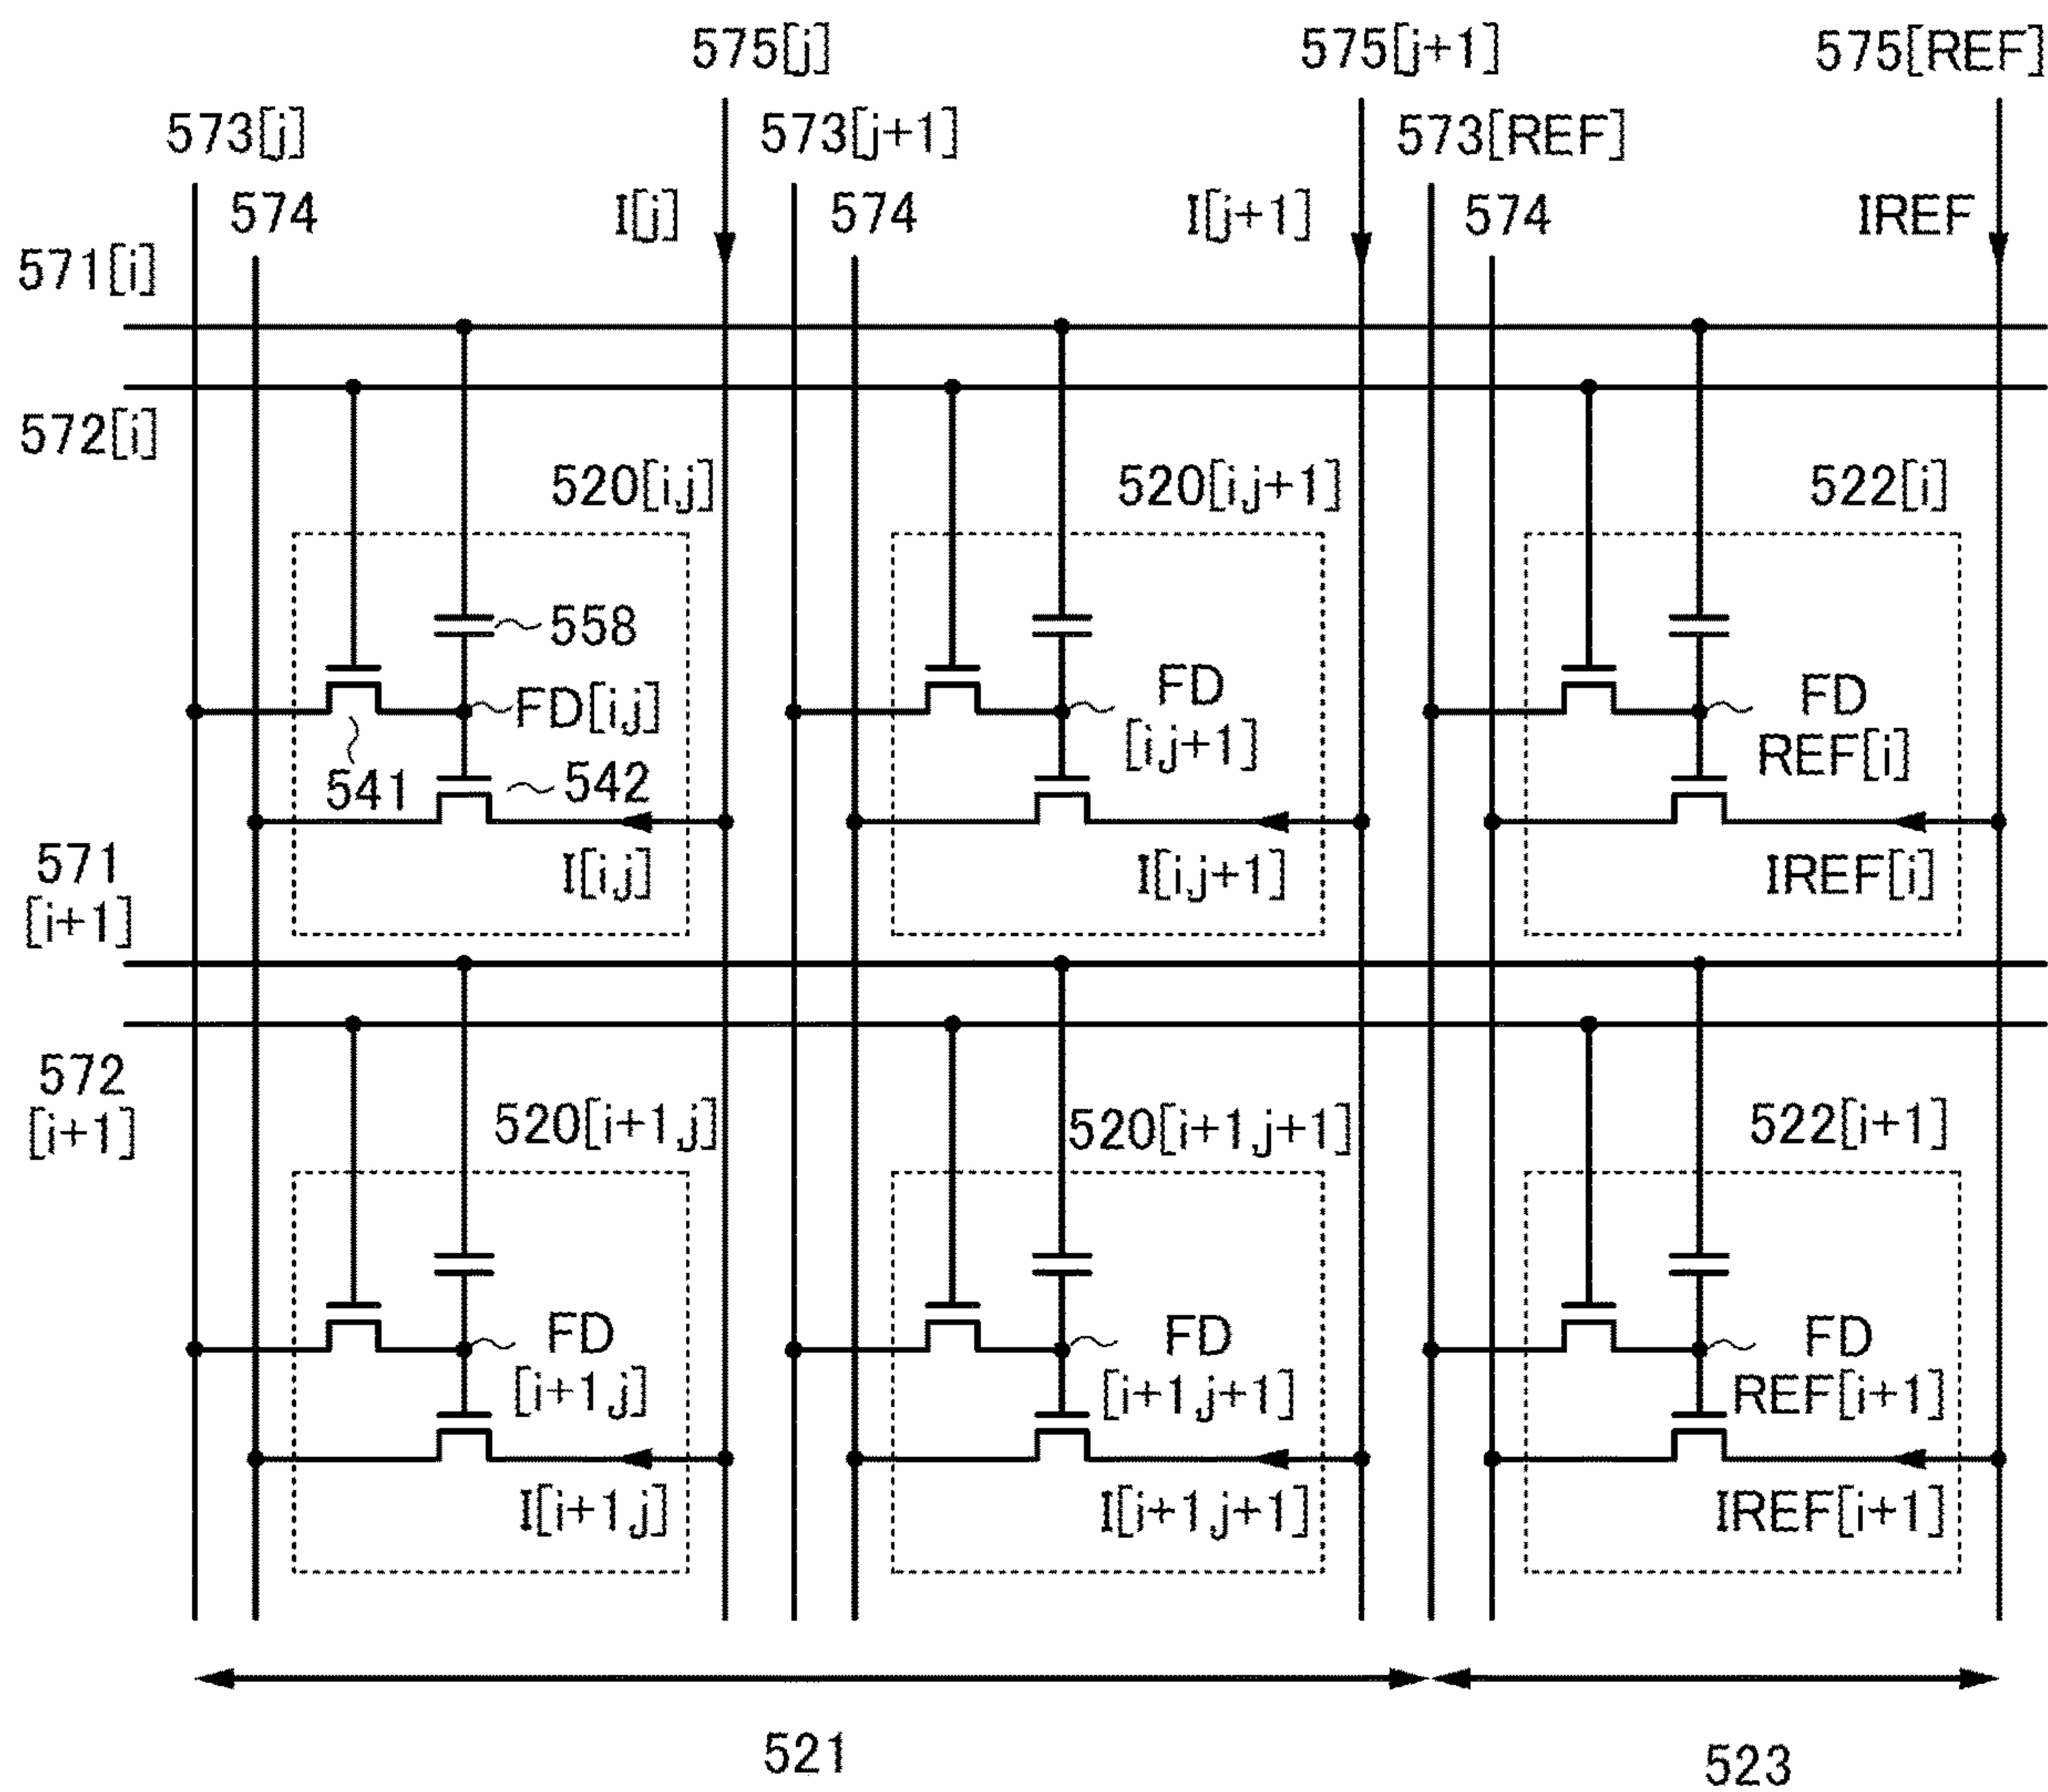 575[j]
575[j+1]
575[REF]
573[j]
573[j+1]
573[REF]
574
I[j]
574
I[j+1]
574
IREF
571[i]
572[i]
520[i,j]
520[i,j+1]
522[i]
558
FD[i,j]
FD
[i,j+1]
FD
REF[i]
541
542
I[i,j]
I[i,j+1]
IREF[i]
571
[i+1]
572
[i+1]
520[i+1,j]
520[i+1,j+1]
522[i+1]
FD
[i+1,j]
FD
[i+1,j+1]
FD
REF[i+1]
I[i+1,j]
I[i+1,j+1]
IREF[i+1]
521
523